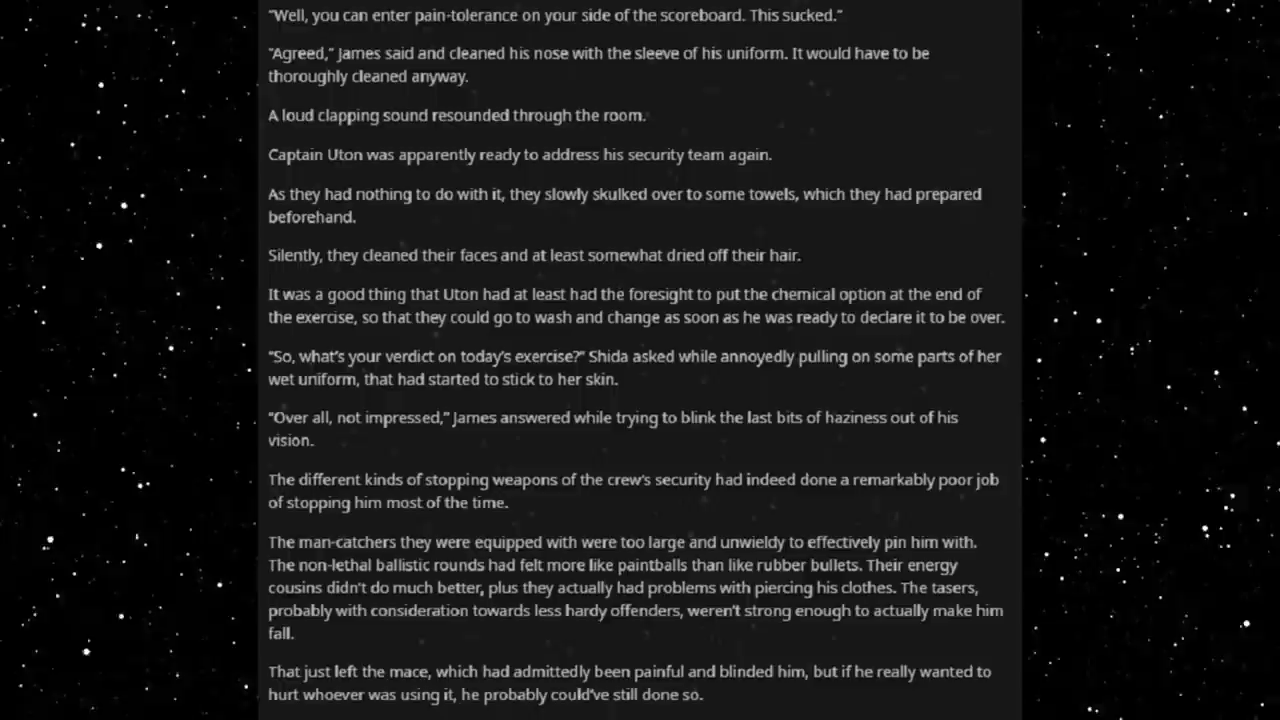 “Well, you can enter pain-tolerance on your side of the scoreboard. This sucked.”
“Agreed,” James said and cleaned his nose with the sleeve of his uniform. It would have to be
thoroughly cleaned anyway.
A loud clapping sound resounded through the room.
Captain Uton was apparently ready to address his security team again.
As they had nothing to do with it, they slowly skulked over to some towels, which they had prepared
beforehand.
Silently, they cleaned their faces and at least somewhat dried off their hair.
It was a good thing that Uton had at least had the foresight to put the chemical option at the end of
the exercise, so that they could go to wash and change as soon as he was ready to declare it to be over.
“So, what’s your verdict on today’s exercise?” Shida asked while annoyedly pulling on some parts of her
wet uniform, that had started to stick to her skin.
“Over all, not impressed,” James answered while trying to blink the last bits of haziness out of his
vision.
The different kinds of stopping weapons of the crew’s security had indeed done a remarkably poor job
of stopping him most of the time.
The man-catchers they were equipped with were too large and unwieldy to effectively pin him with.
The non-lethal ballistic rounds had felt more like paintballs than like rubber bullets. Their energy
cousins didn’t do much better, plus they actually had problems with piercing his clothes. The tasers,
probably with consideration towards less hardy offenders, weren’t strong enough to actually make him
fall.
That just left the mace, which had admittedly been painful and blinded him, but if he really wanted to
hurt whoever was using it, he probably could’ve still done so.